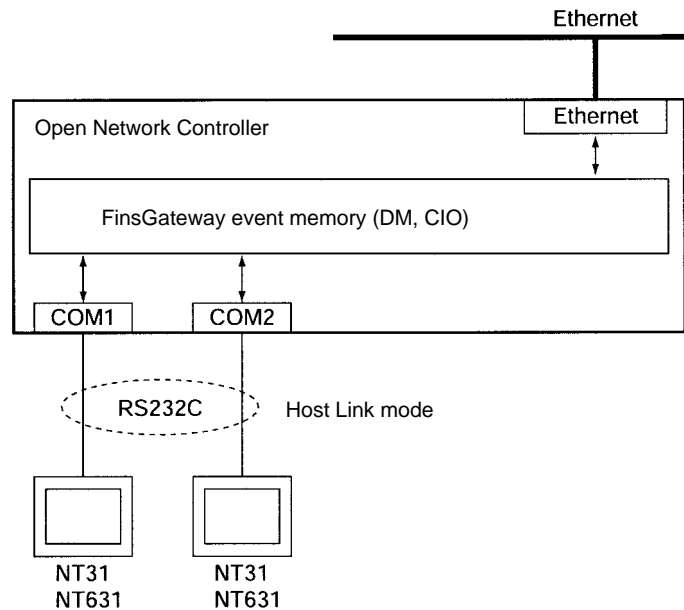 Ethernet
Ethernet
Open Network Controller
FinsGateway event memory (DM, CIO)
COM1 COM2
RS232C Host Link mode
NT31 NT31
NT631 NT631